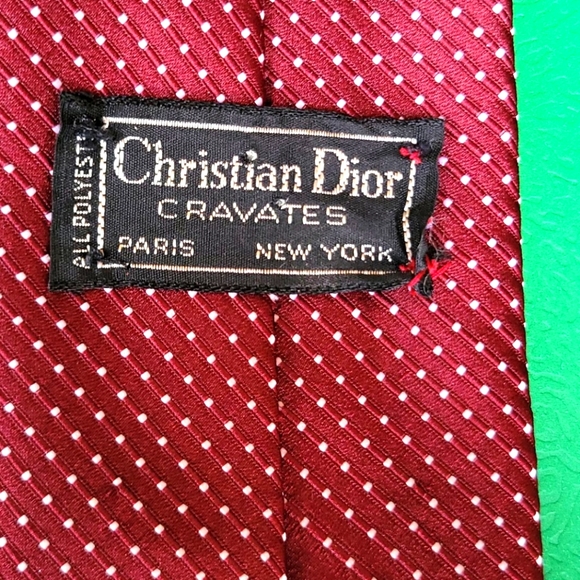 ALL POLYESTER
Christian Dior
CRAVATES
PARIS NEW YORK